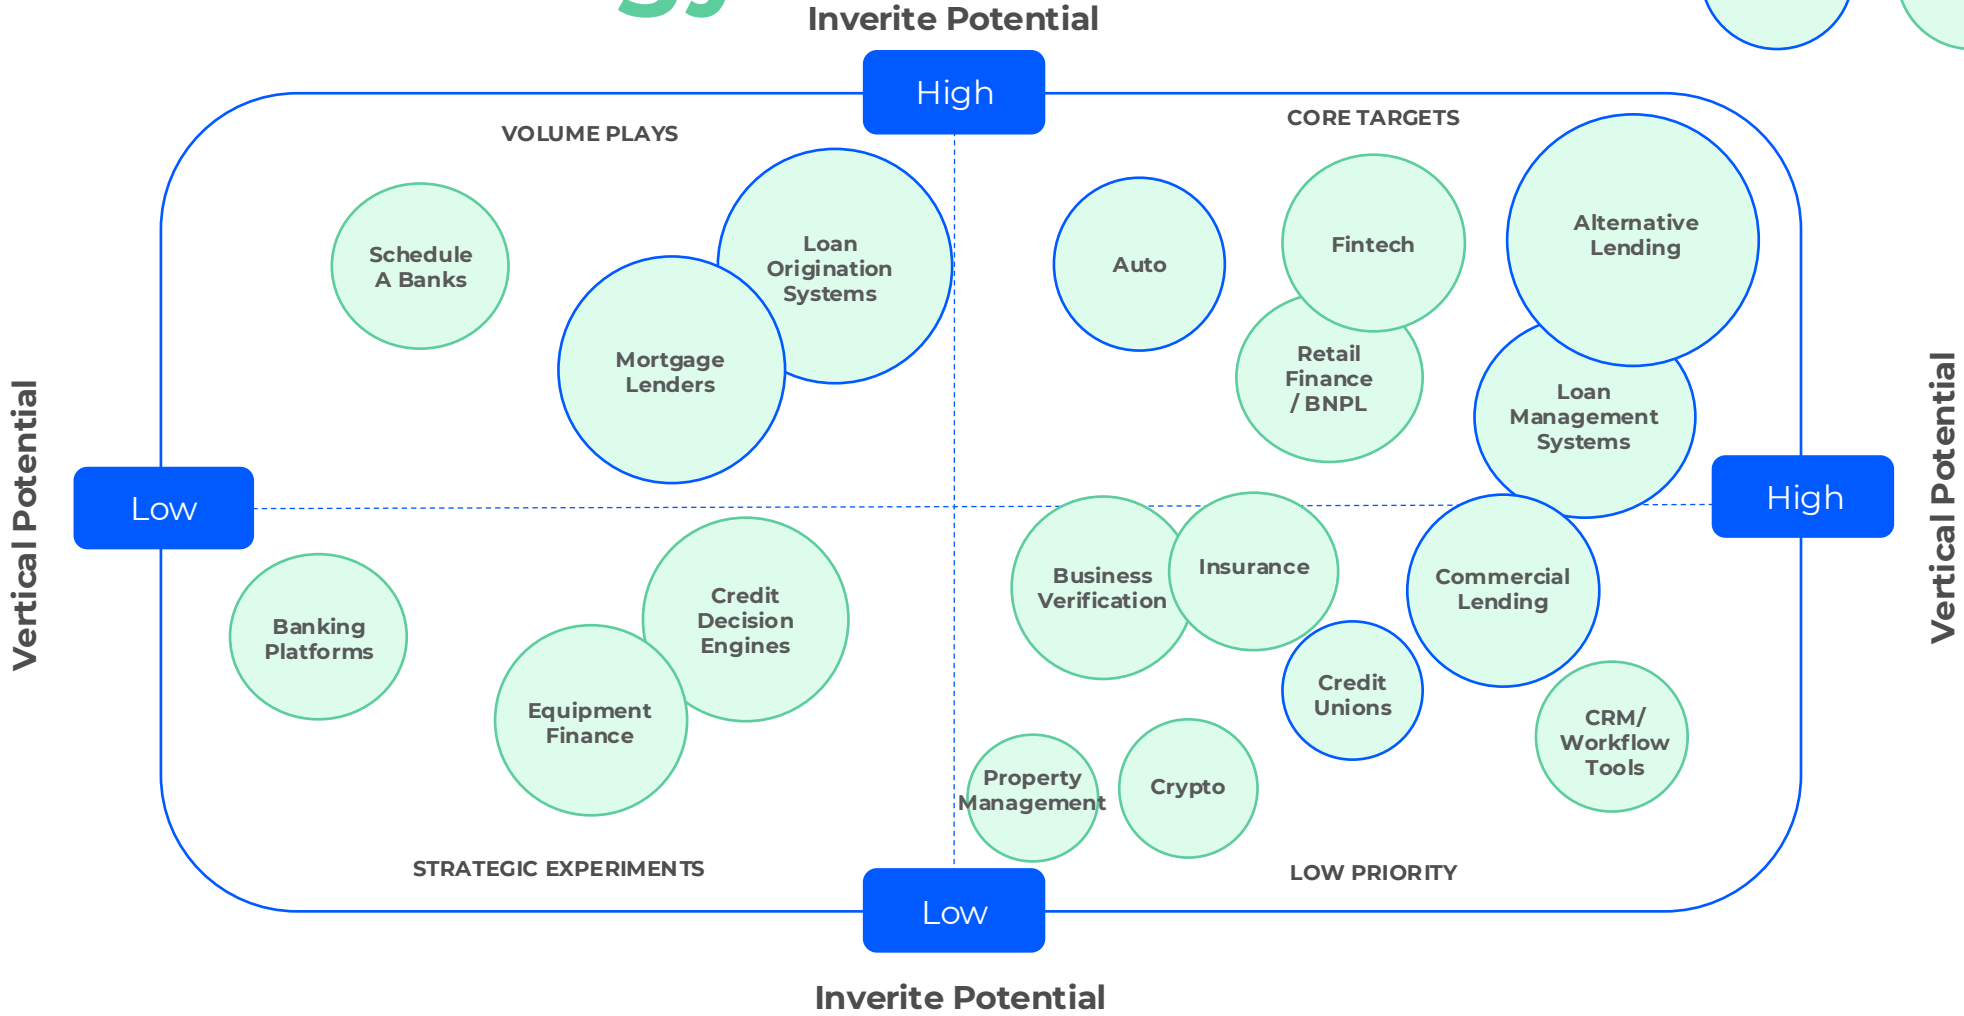 Inverite Potential
High
VOLUME PLAYS
CORE TARGETS
Schedule
A Banks
Loan
Origination
Systems
Mortgage
Lenders
Auto
Fintech
Alternative
Lending
Retail
Finance
/ BNPL
Loan
Management
Systems
Vertical Potential
Low
High
Vertical Potential
Banking
Platforms
Credit
Decision
Engines
Equipment
Finance
Business
Verification
Insurance
Commercial
Lending
Credit
Unions
CRM/
Workflow
Tools
Property
Management
Crypto
STRATEGIC EXPERIMENTS
LOW PRIORITY
Low
Inverite Potential